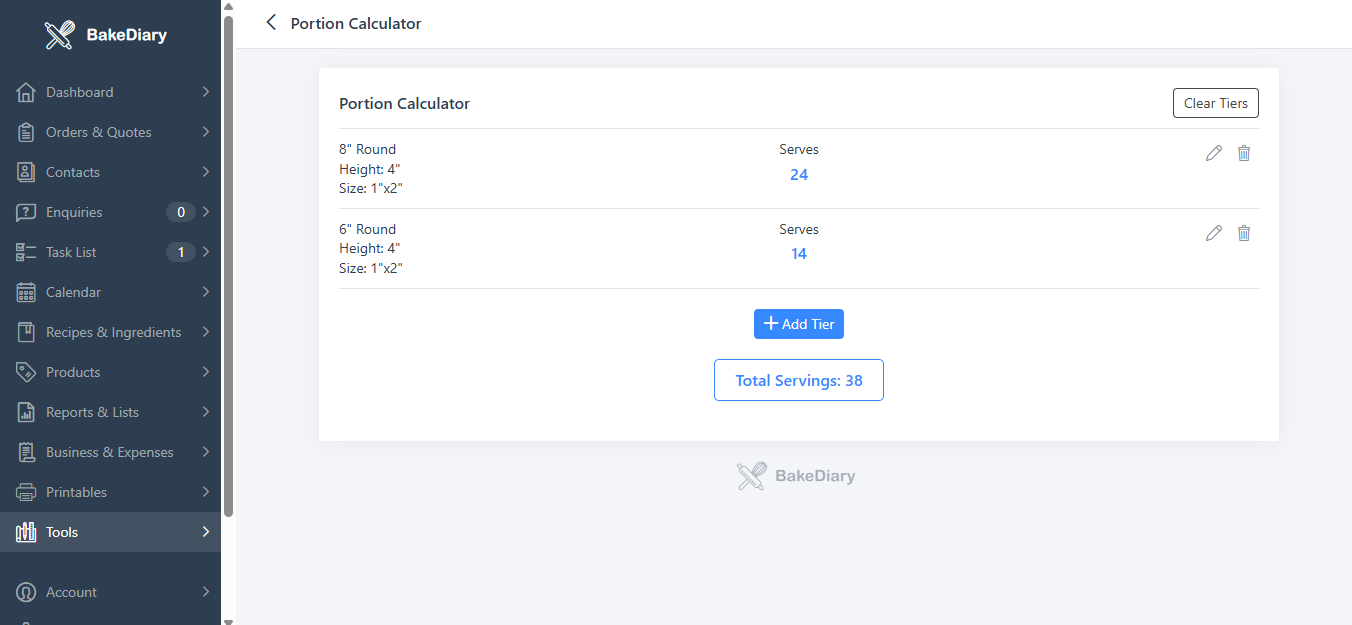 BakeDiary
Dashboard
Orders & Quotes
Contacts
Enquiries 0
Task List 1
Calendar
Recipes & Ingredients
Products
Reports & Lists
Business & Expenses
Printables
Tools
Account
Portion Calculator
Portion Calculator
Clear Tiers
8" Round
Height: 4"
Size: 1"x2"
Serves
24
6" Round
Height: 4"
Size: 1"x2"
Serves
14
Add Tier
Total Servings: 38
BakeDiary